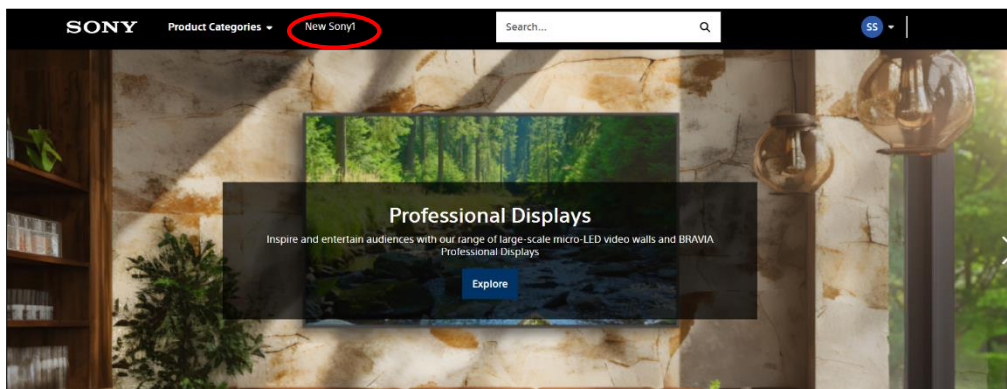 SONY
Product Categories
New Sony1
Search...
SS
Professional Displays
Inspire and entertain audiences with our range of large-scale micro-LED video walls and BRAVIA
Professional Displays
Explore